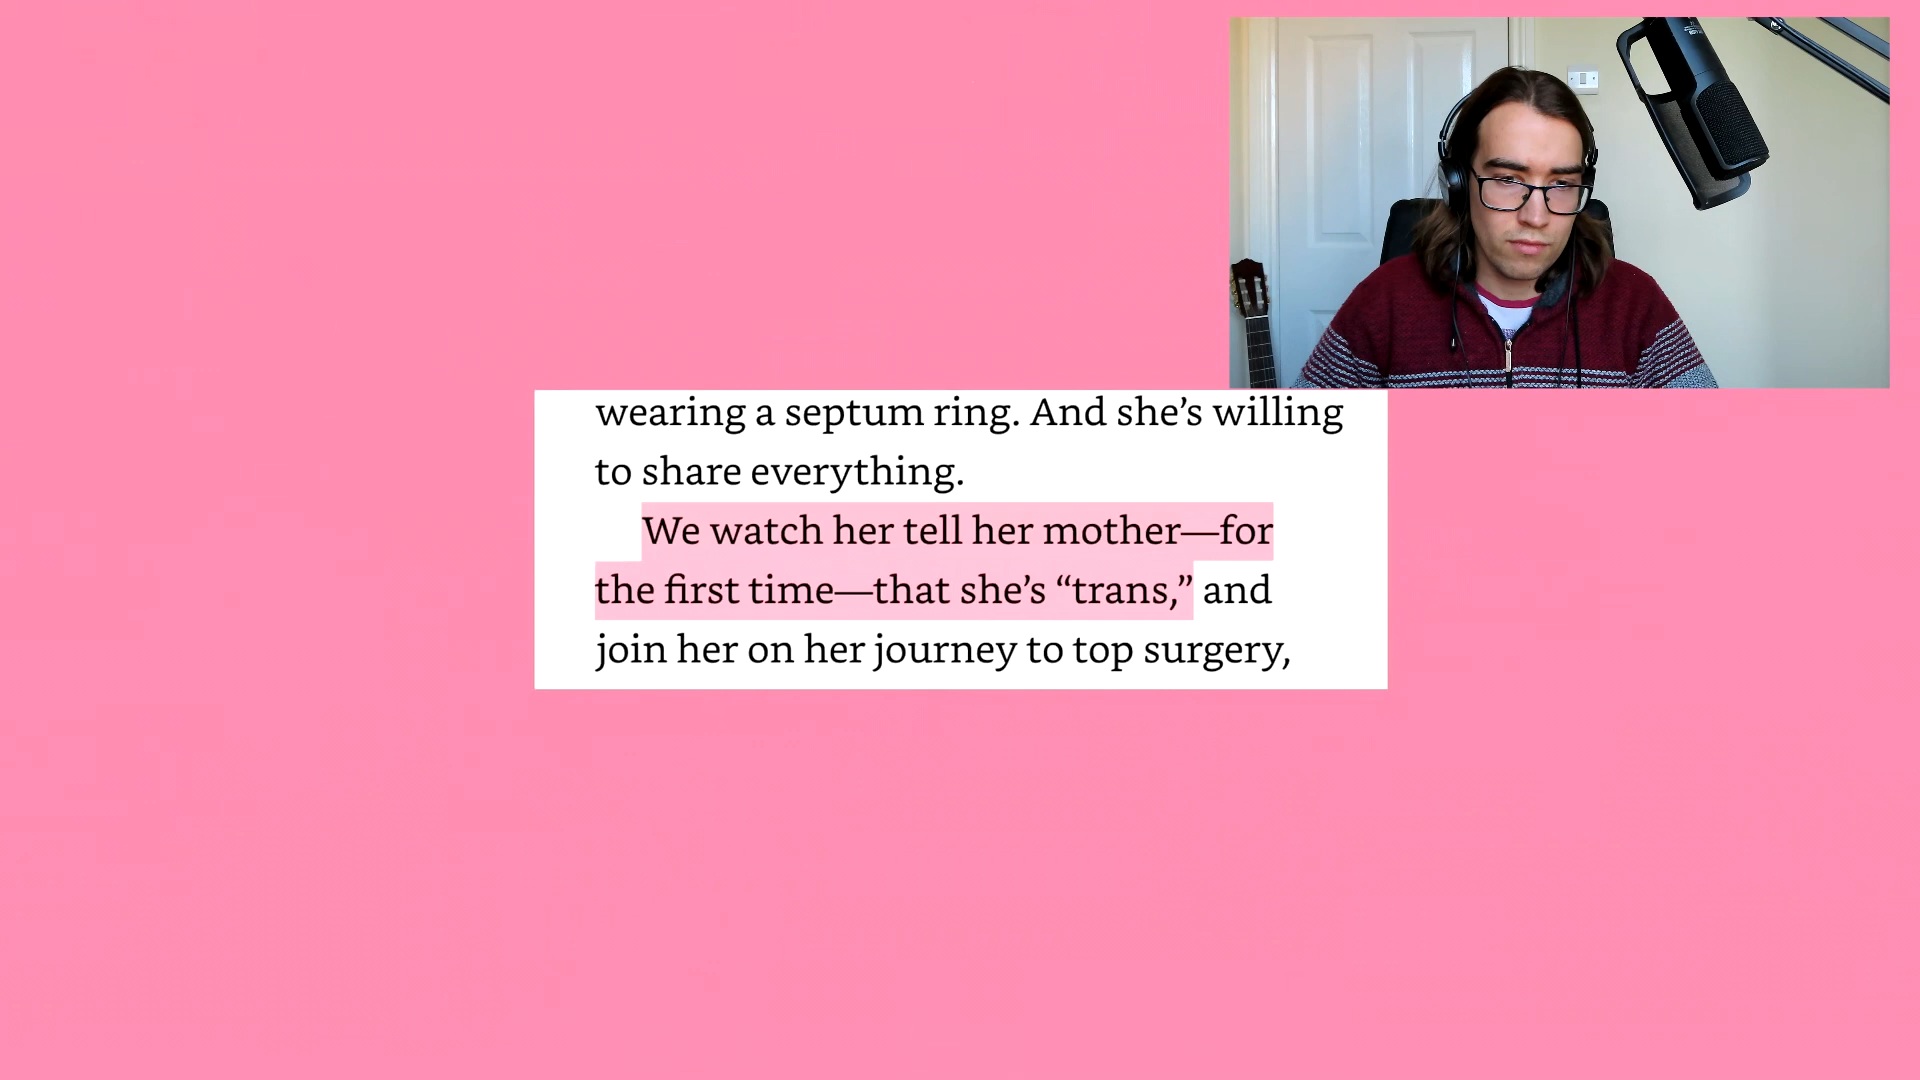 wearing a septum ring. And she’s willing
to share everything.
We watch her tell her mother—for
the first time—that she’s “trans,” and
join her on her journey to top surgery,